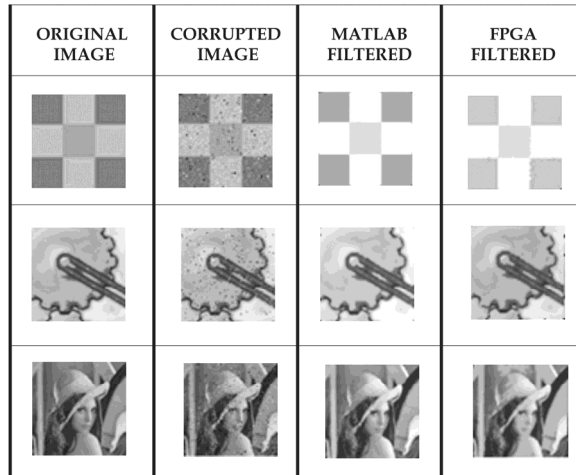 ORIGINAL
IMAGE
CORRUPTED
IMAGE
MATLAB
FILTERED
FPGA
FILTERED